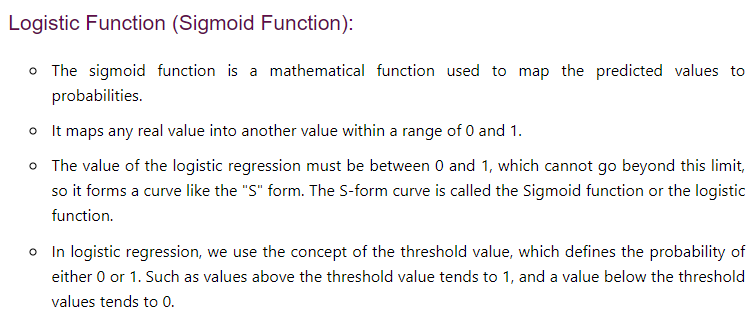 Logistic Function (Sigmoid Function):
The sigmoid function is a mathematical function used to map the predicted values to
probabilities.
It maps any real value into another value within a range of 0 and 1.
The value of the logistic regression must be between 0 and 1, which cannot go beyond this limit,
so it forms a curve like the "S" form. The S-form curve is called the Sigmoid function or the logistic
function.
In logistic regression, we use the concept of the threshold value, which defines the probability of
either 0 or 1. Such as values above the threshold value tends to 1, and a value below the threshold
values tends to 0.